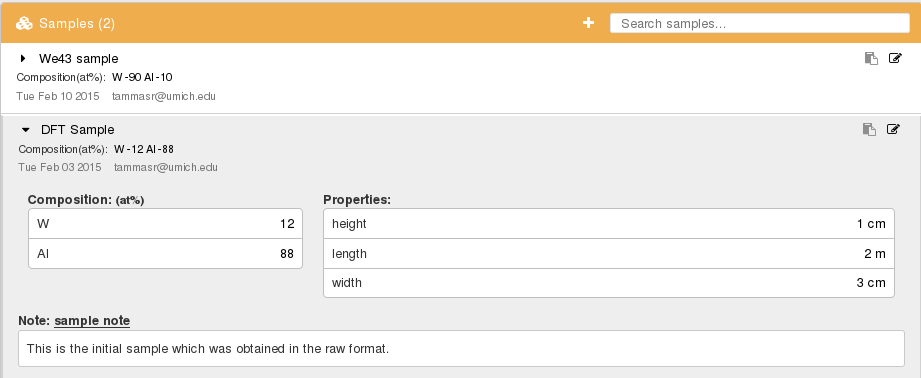 Samples (2)
Search samples...
We43 sample
Composition(at%): W-90 Al-10
Tue Feb 10 2015 tammasr@umich.edu
DFT Sample
Composition(at%): W-12 Al-88
Tue Feb 03 2015 tammasr@umich.edu
Composition: (at%)
W 12
Al 88
Properties:
height 1 cm
length 2 m
width 3 cm
Note: sample note
This is the initial sample which was obtained in the raw format.